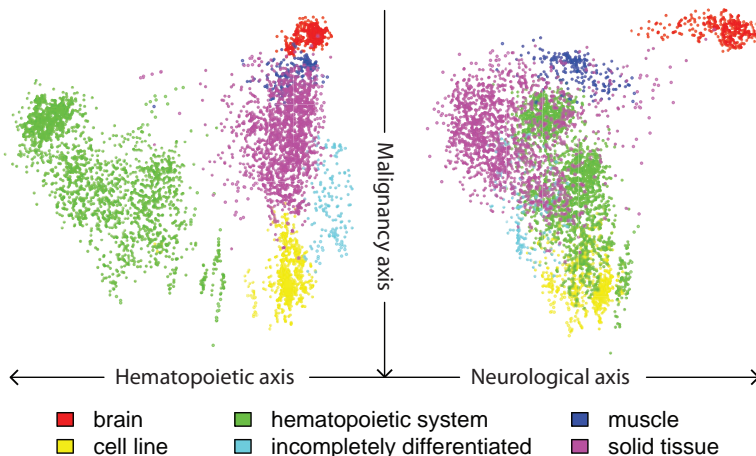 Malignancy axis
Hematopoietic axis
Neurological axis
brain
hematopoietic system
muscle
cell line
incompletely differentiated
solid tissue